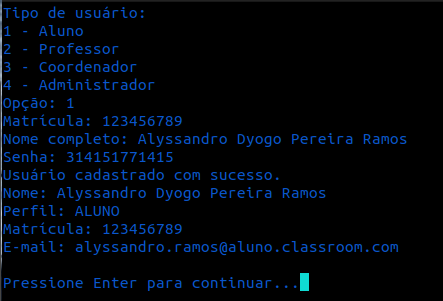 Tipo de usuário:
1 - Aluno
2 - Professor
3 - Coordenador
4 - Administrador
Opção: 1
Matricula: 123456789
Nome completo: Alyssandro Dyogo Pereira Ramos
Senha: 314151771415
Usuário cadastrado com sucesso.
Nome: Alyssandro Dyogo Pereira Ramos
Perfil: ALUNO
Matricula: 123456789
E-mail: alyssandro.ramos@aluno.classroom.com
Pressione Enter para continuar...